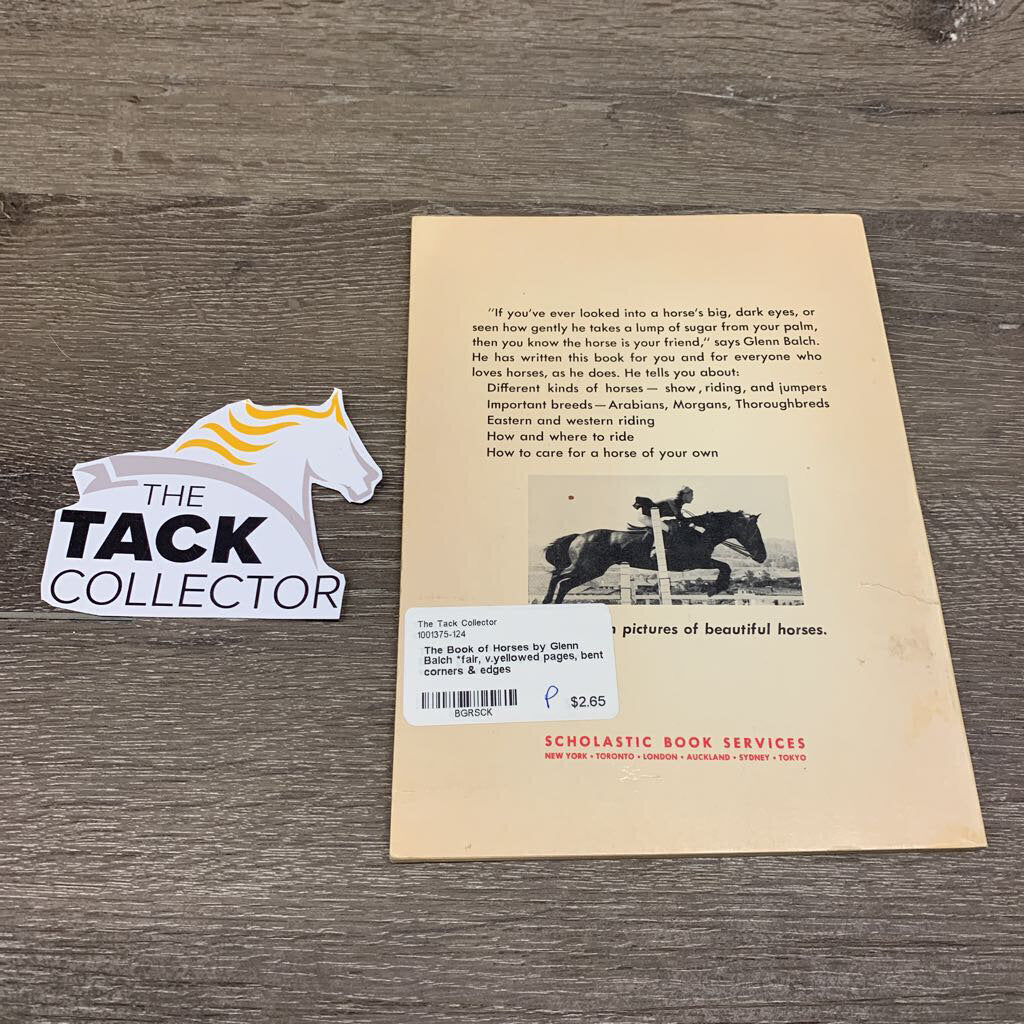 "If you've ever looked into a horse's big, dark eyes, or
seen how gently he takes a lump of sugar from your palm,
then you know the horse is your friend," says Glenn Balch.
He has written this book for you and for everyone who
loves horses, as he does. He tells you about:
Different kinds of horses — show, riding, and jumpers
Important breeds — Arabians, Morgans, Thoroughbreds
Eastern and western riding
How and where to ride
How to care for a horse of your own
pictures of beautiful horses.
THE
TACK
COLLECTOR
The Tack Collector
1001375-124
The Book of Horses by Glenn
Balch *fair, v.yellowed pages, bent
corners & edges
P $2.65
BGRSCK
SCHOLASTIC BOOK SERVICES
NEW YORK • TORONTO • LONDON • AUCKLAND • SYDNEY • TOKYO